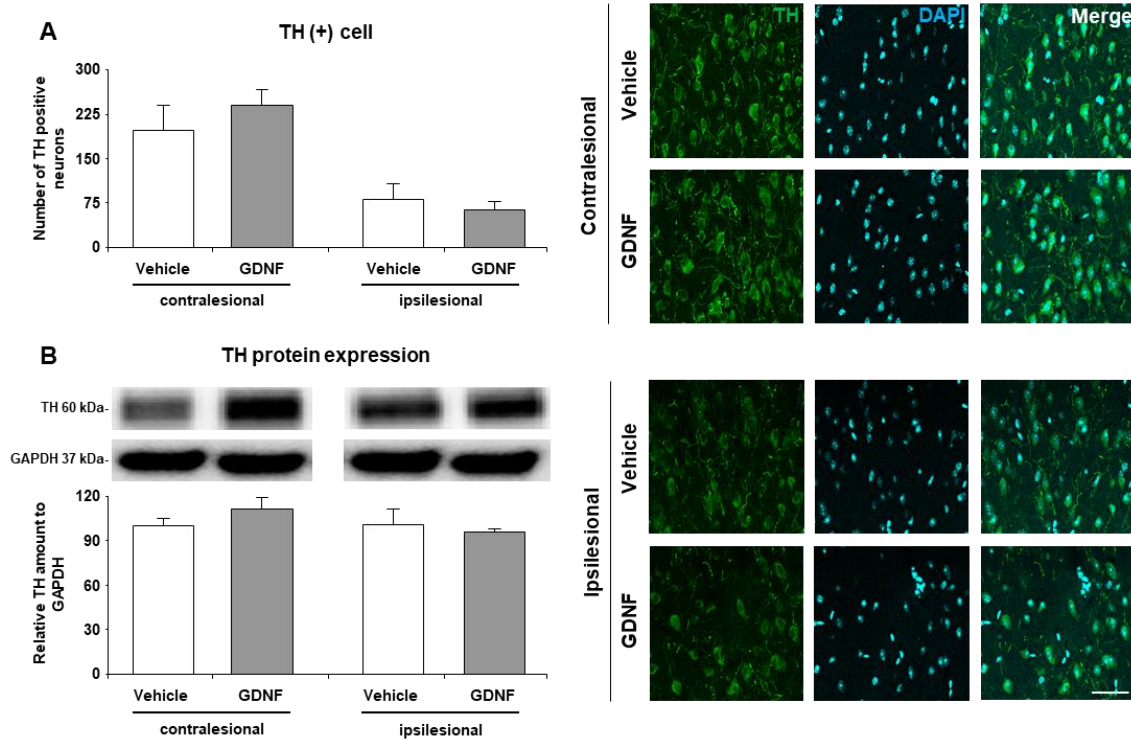 A
TH (+) cell
Number of TH positive
neurons
300
225
150
75
0
Vehicle
GDNF
Vehicle
GDNF
contralesional
ipsilesional
TH
DAPI
Merge
Contralesional
Vehicle
GDNF
B
TH protein expression
TH 60 kDa-
GAPDH 37 kDa-
Relative TH amount to
GAPDH
120
90
60
30
0
Vehicle
GDNF
Vehicle
GDNF
contralesional
ipsilesional
Ipsilesional
Vehicle
GDNF